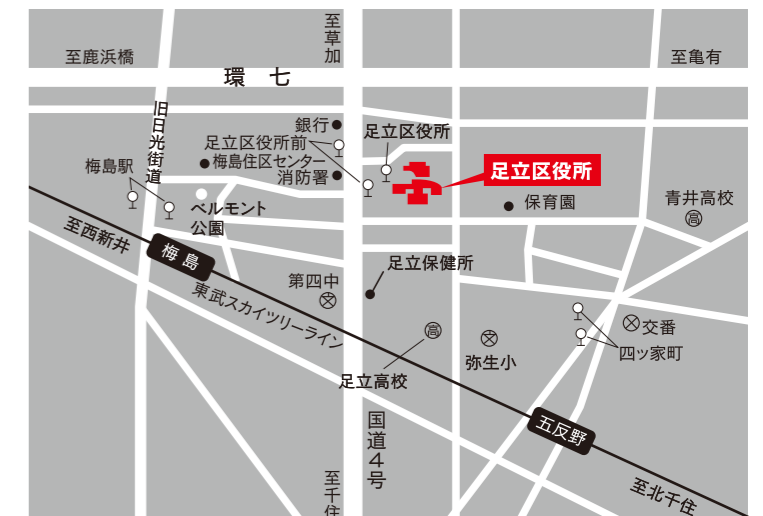 至草加
至鹿浜橋
至亀有
環七
旧日光街道
銀行
足立区役所
足立区役所前
梅島住区センター
梅島駅
消防署
足立区役所
保育園
青井高校
高
ベルモント
公園
至西新井
梅島
足立保健所
第四中
文
東武スカイツリーライン
交番
四ッ家町
高
文
弥生小
足立高校
国道4号
五反野
至千住
至北千住